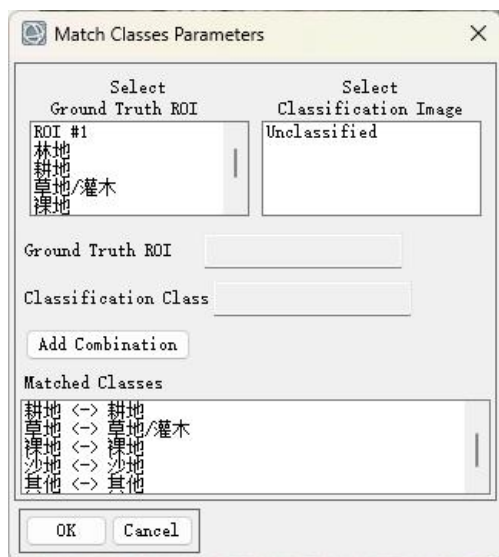 Match Classes Parameters
Select
Ground Truth ROI
ROI #1
林地
耕地
草地/灌木
裸地
Select
Classification Image
Unclassified
Ground Truth ROI
Classification Class
Add Combination
Matched Classes
耕地 <-> 耕地
草地 <-> 草地/灌木
裸地 <-> 裸地
沙地 <-> 沙地
其他 <-> 其他
OK
Cancel